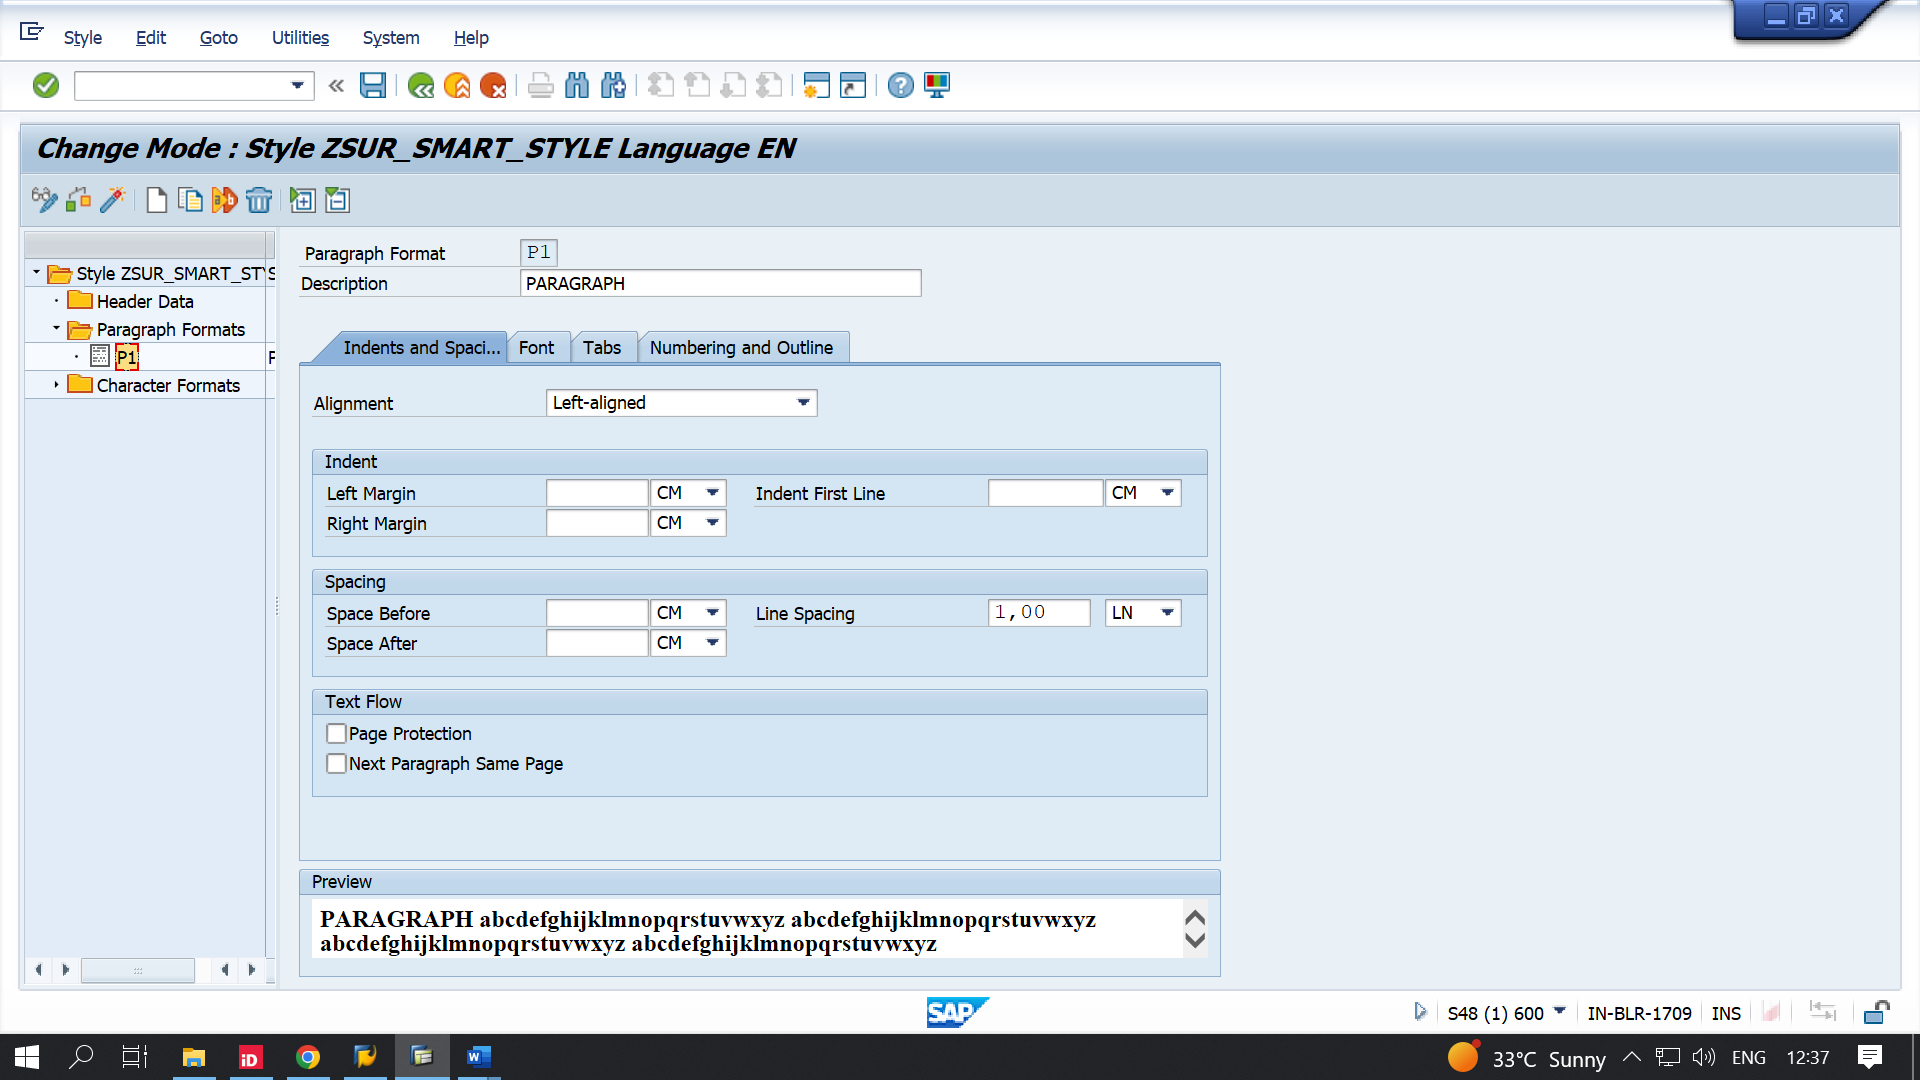 Style Edit Goto Utilities System Help
Change Mode : Style ZSUR_SMART_STYLE Language EN
Style ZSUR_SMART_STY S
Header Data
Paragraph Formats
P1
Character Formats
Paragraph Format P1
Description PARAGRAPH
Indents and Spaci... Font Tabs Numbering and Outline
Alignment Left-aligned
Indent
Left Margin CM Indent First Line CM
Right Margin CM
Spacing
Space Before CM Line Spacing 1,00 LN
Space After CM
Text Flow
Page Protection
Next Paragraph Same Page
Preview
PARAGRAPH abcdefghijklmnopqrstuvwxyz abcdefghijklmnopqrstuvwxyz
abcdefghijklmnopqrstuvwxyz abcdefghijklmnopqrstuvwxyz
SAP S48 (1) 600 IN-BLR-1709 INS
iD W 33°C Sunny ENG 12:37